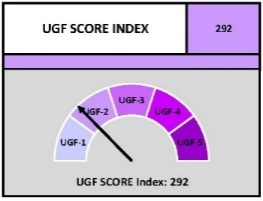 UGF SCORE INDEX 292
UGF-3
UGF-2 UGF-4
UGF-1 UGF-5
UGF SCORE Index: 292